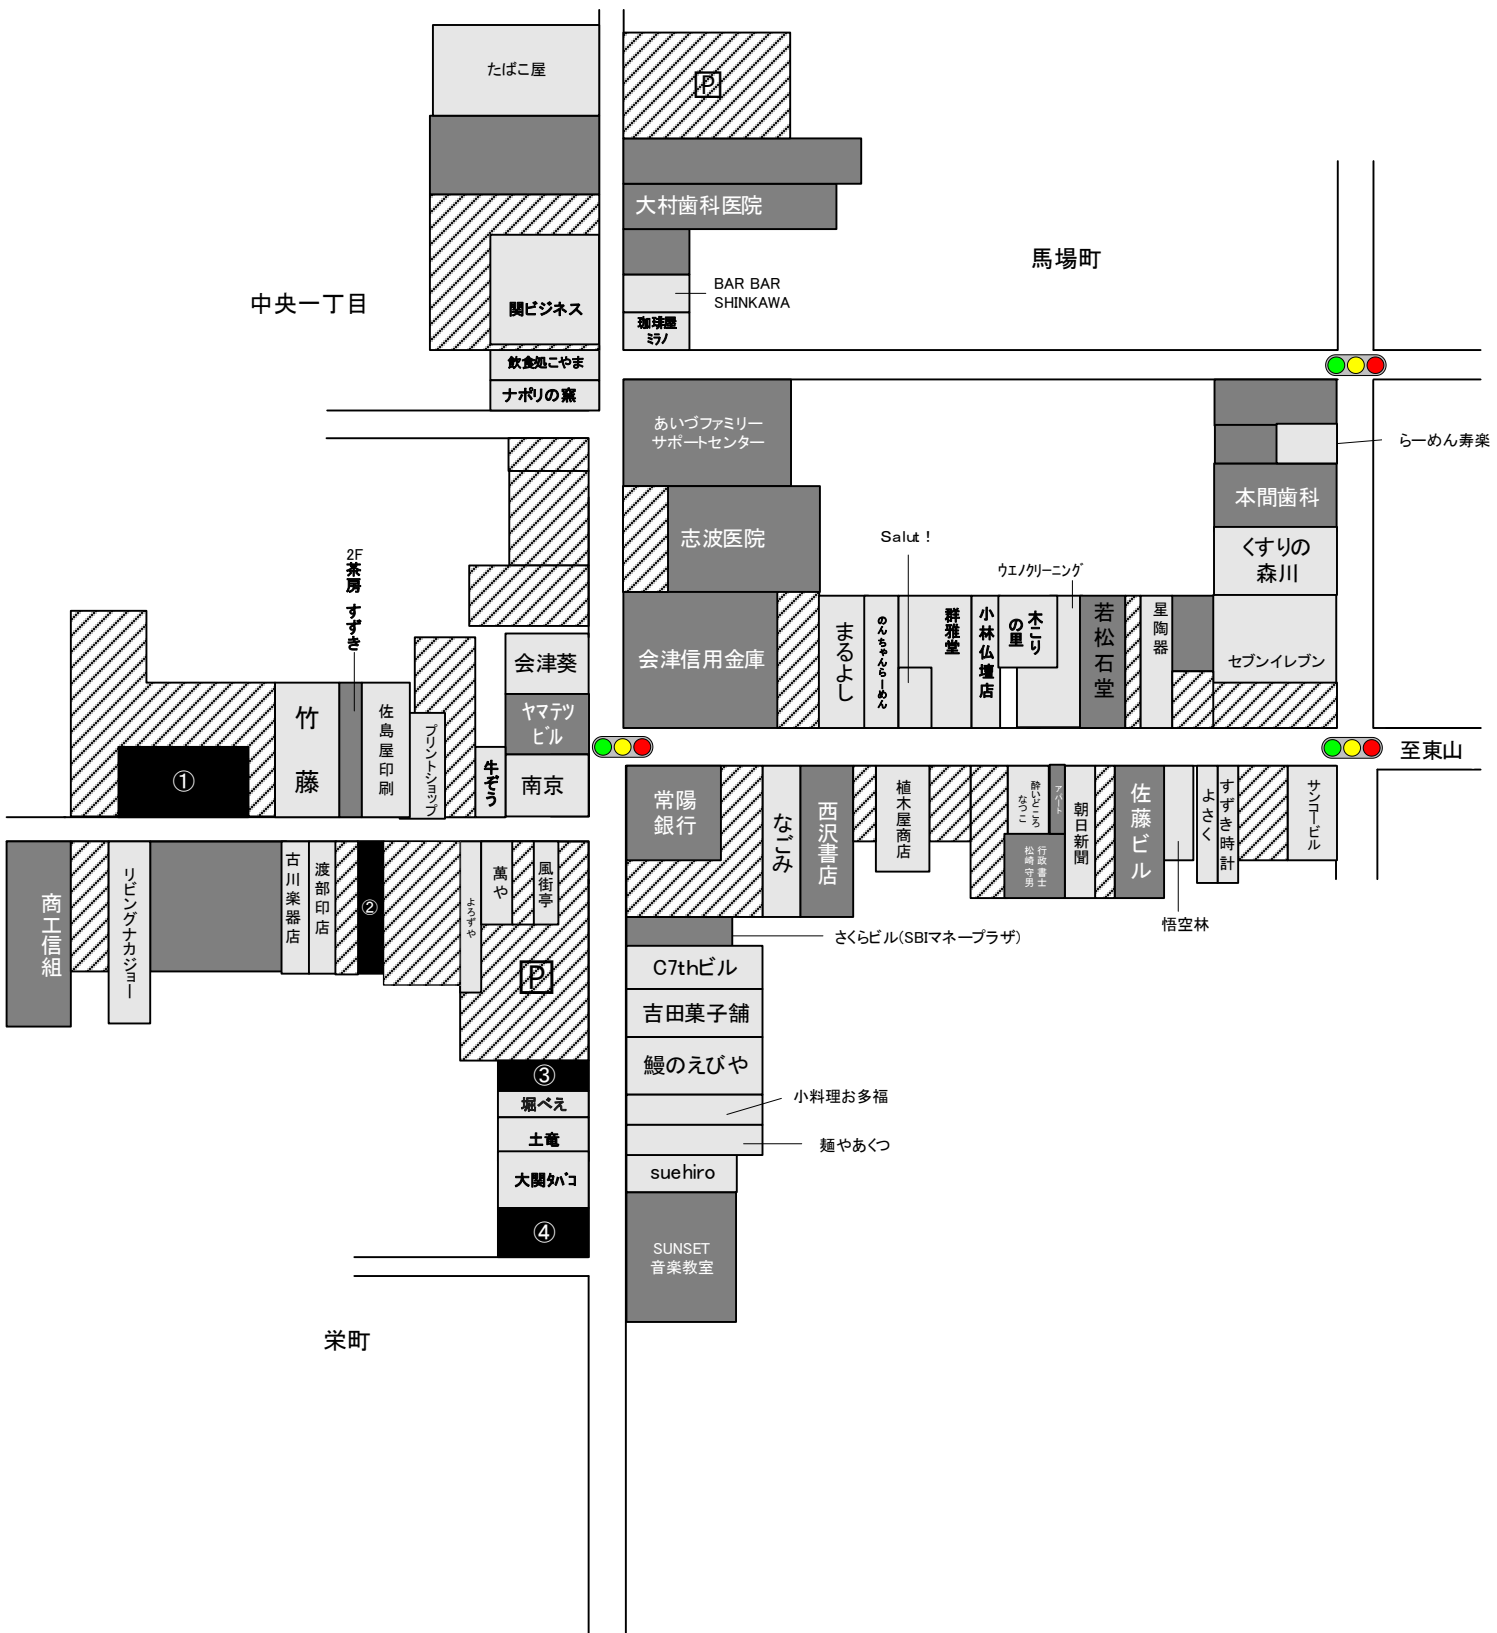 たばこ屋
P
大村歯科医院
馬場町
中央一丁目
BAR BAR
SHINKAWA
関ビジネス
珈琲屋
ミラノ
飲食処こやま
ナポリの窯
あいづファミリー
サポートセンター
らーめん寿楽
本間歯科
志波医院
Salut！
くすりの
森川
2F
茶房 すずき
ウエノクリーニング
会津葵
会津信用金庫
まるよし
のんちゃんらーめん
群雅堂
小林仏壇店
木こり
の里
若松石堂
星陶器
セブンイレブン
竹藤
佐島屋印刷
プリントショップ
ヤマテツ
ビル
牛ぞう
南京
①
至東山
常陽
銀行
なごみ
西沢書店
植木屋商店
酔いどころ
なつこ
アパート
行政書士
松崎守男
朝日新聞
佐藤ビル
よさく
すずき時計
サンコービル
悟空林
商工信組
リビングナカジョー
古川楽器店
渡部印店
②
よろずや
萬や
風街亭
P
さくらビル(SBIマネープラザ)
C7thビル
吉田菓子舗
鰻のえびや
③
堀べえ
小料理お多福
土竜
麺やあくつ
大関タバコ
suehiro
④
SUNSET
音楽教室
栄町